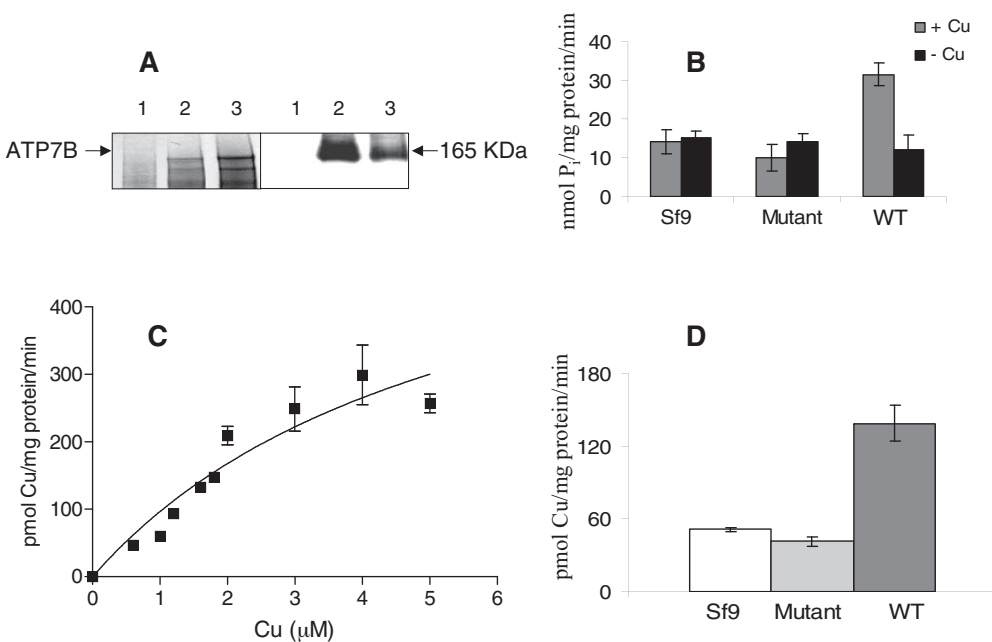 A
1 2 3 1 2 3
ATP7B
165 KDa
B
+ Cu
- Cu
nmol Pi/mg protein/min
40
30
20
10
0
Sf9 Mutant WT
C
pmol Cu/mg protein/min
400
300
200
100
0
0 1 2 3 4 5 6
Cu (μM)
D
pmol Cu/mg protein/min
180
120
60
0
Sf9 Mutant WT